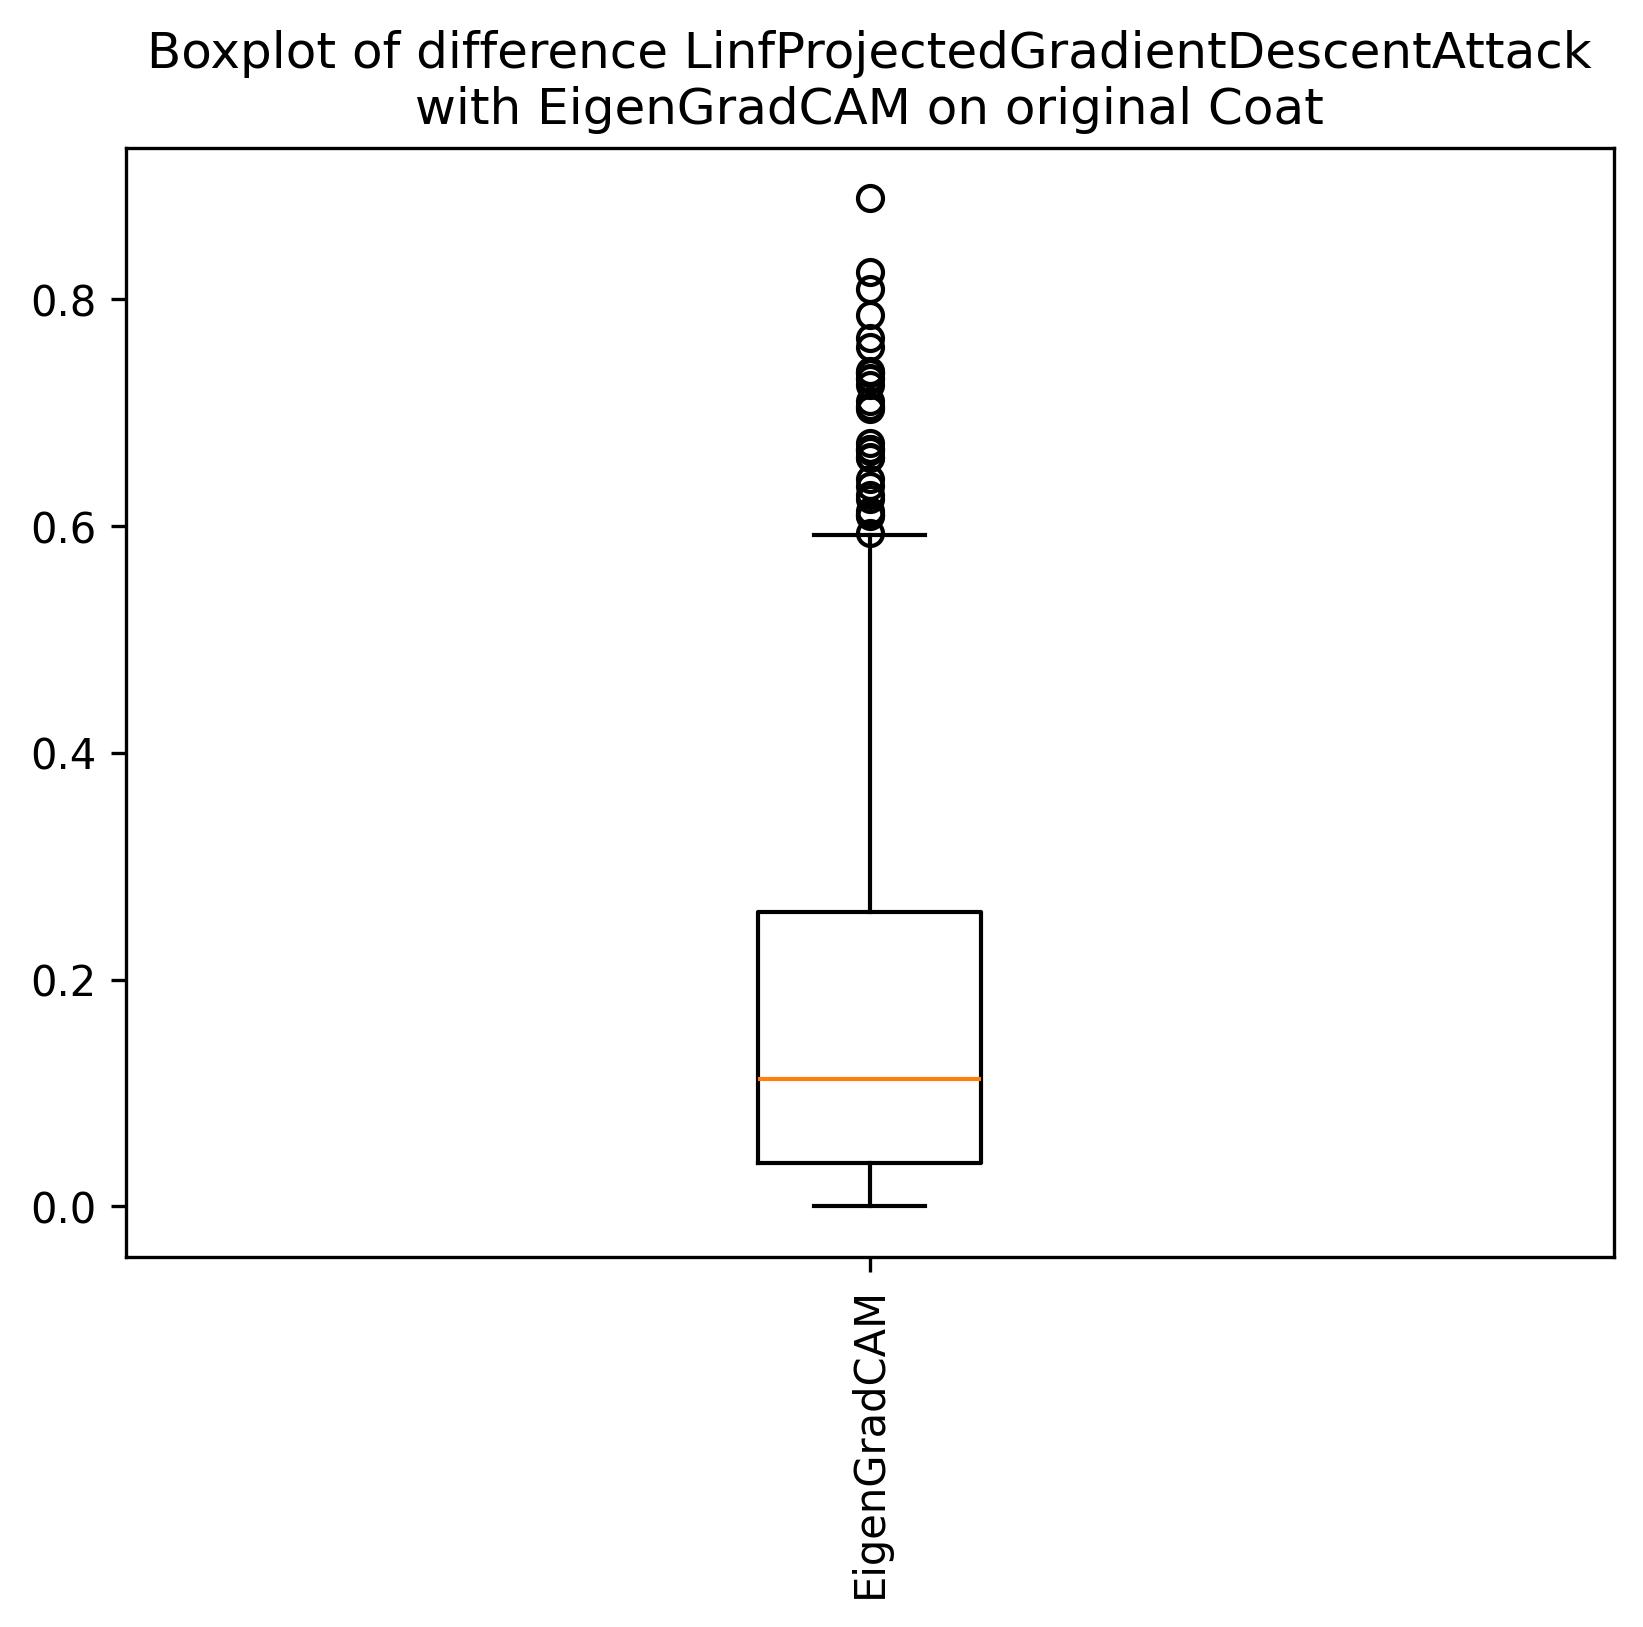 Boxplot of difference LinfProjectedGradientDescentAttack
with EigenGradCAM on original Coat
0.8
0.6
0.4
0.2
0.0
EigenGradCAM